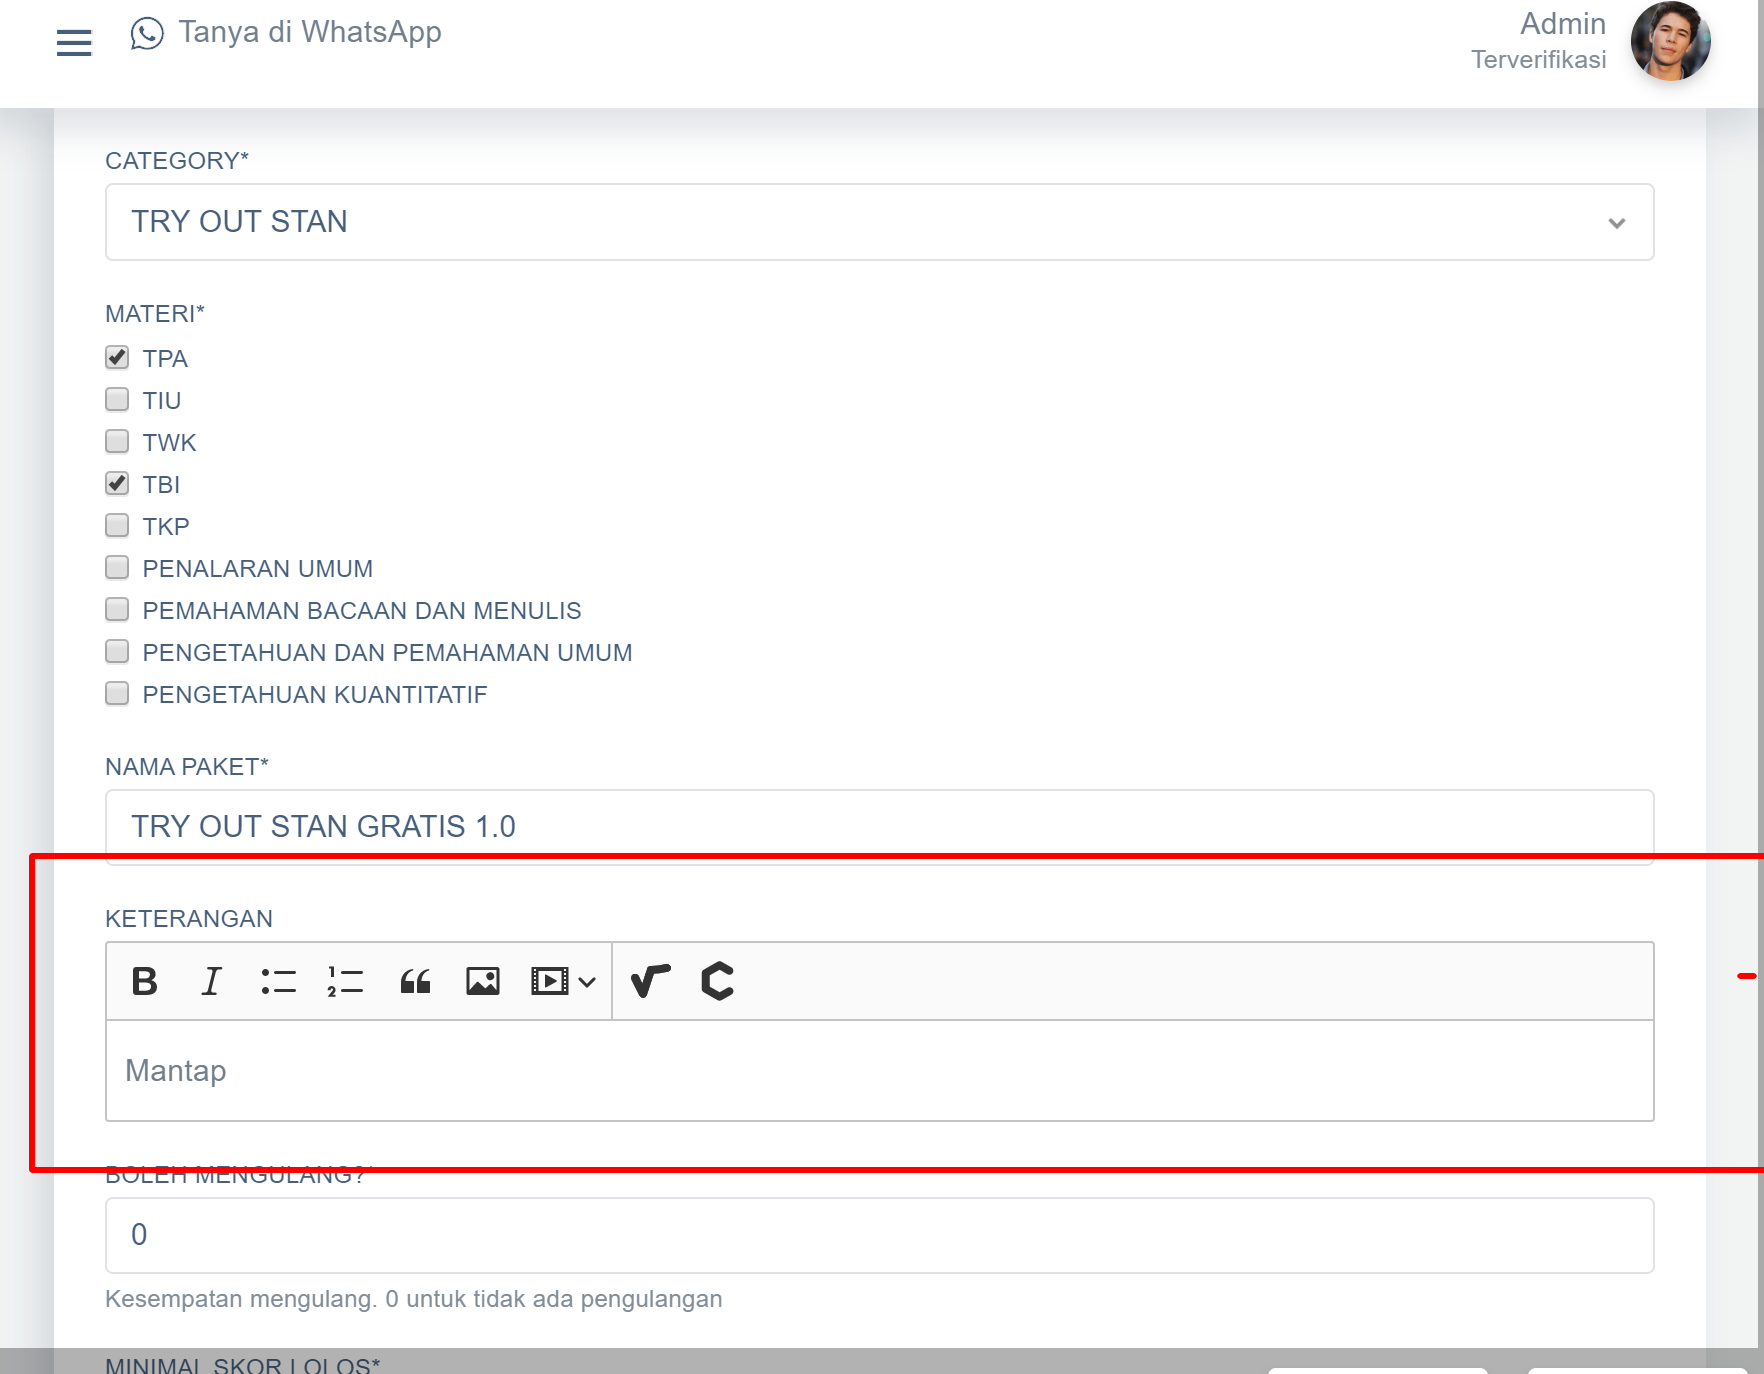 Tanya di WhatsApp
Admin
Terverifikasi
CATEGORY*
TRY OUT STAN
MATERI*
TPA
TIU
TWK
TBI
TKP
PENALARAN UMUM
PEMAHAMAN BACAAN DAN MENULIS
PENGETAHUAN DAN PEMAHAMAN UMUM
PENGETAHUAN KUANTITATIF
NAMA PAKET*
TRY OUT STAN GRATIS 1.0
KETERANGAN
Mantap
BOLEH MENGULANG?*
0
Kesempatan mengulang. 0 untuk tidak ada pengulangan
MINIMAL SKOR LOLOS*